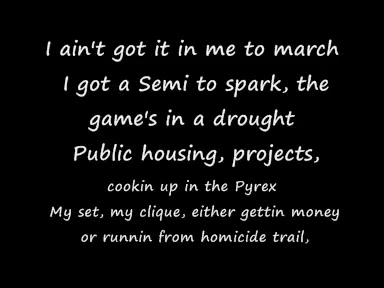 I ain't got it in me to march
I got a Semi to spark, the
game's in a drought
Public housing, projects,
cookin up in the Pyrex
My set, my clique, either gettin money
or runnin from homicide trail,